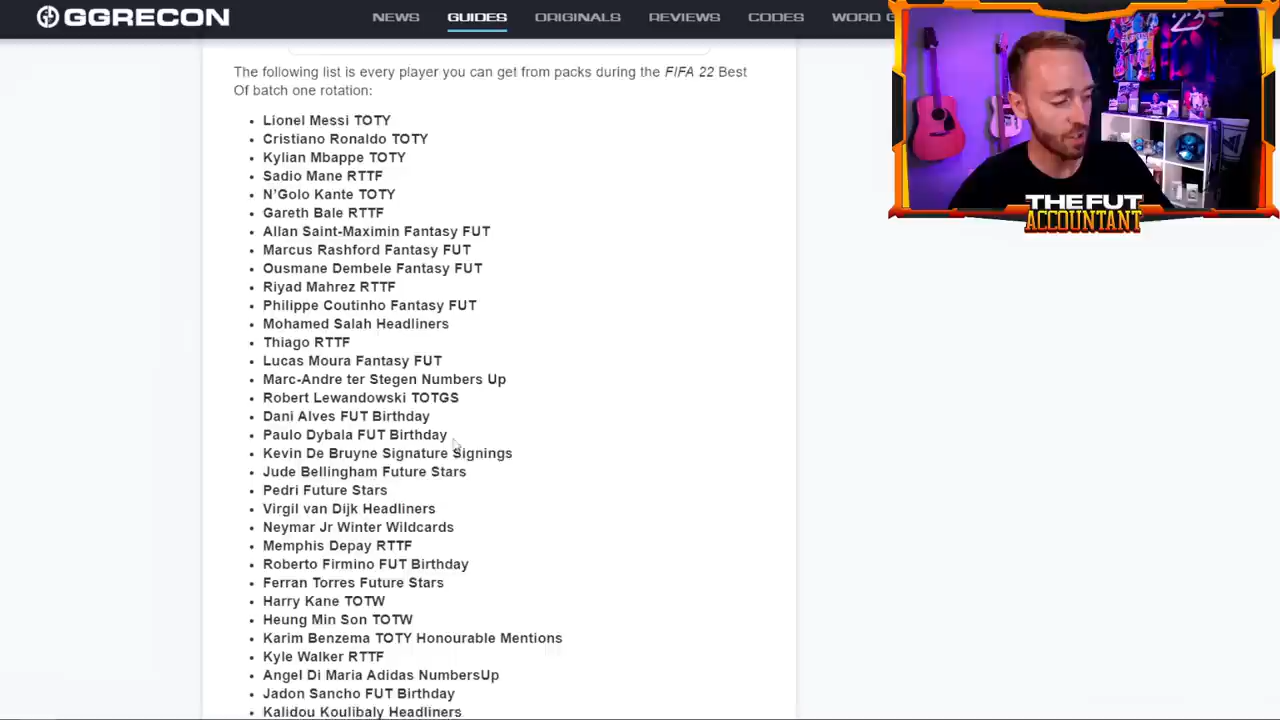 GGRECON
NEWS GUIDES ORIGINALS REVIEWS CODES WORD G
The following list is every player you can get from packs during the FIFA 22 Best
Of batch one rotation:
• Lionel Messi TOTY
• Cristiano Ronaldo TOTY
• Kylian Mbappe TOTY
• Sadio Mane RTTF
• N'Golo Kante TOTY
• Gareth Bale RTTF
• Allan Saint-Maximin Fantasy FUT
• Marcus Rashford Fantasy FUT
• Ousmane Dembele Fantasy FUT
• Riyad Mahrez RTTF
• Philippe Coutinho Fantasy FUT
• Mohamed Salah Headliners
• Thiago RTTF
• Lucas Moura Fantasy FUT
• Marc-Andre ter Stegen Numbers Up
• Robert Lewandowski TOTGS
• Dani Alves FUT Birthday
• Paulo Dybala FUT Birthday
• Kevin De Bruyne Signature Signings
• Jude Bellingham Future Stars
• Pedri Future Stars
• Virgil van Dijk Headliners
• Neymar Jr Winter Wildcards
• Memphis Depay RTTF
• Roberto Firmino FUT Birthday
• Ferran Torres Future Stars
• Harry Kane TOTW
• Heung Min Son TOTW
• Karim Benzema TOTY Honourable Mentions
• Kyle Walker RTTF
• Angel Di Maria Adidas NumbersUp
• Jadon Sancho FUT Birthday
• Kalidou Koulibaly Headliners
THE FUT
ACCOUNTANT